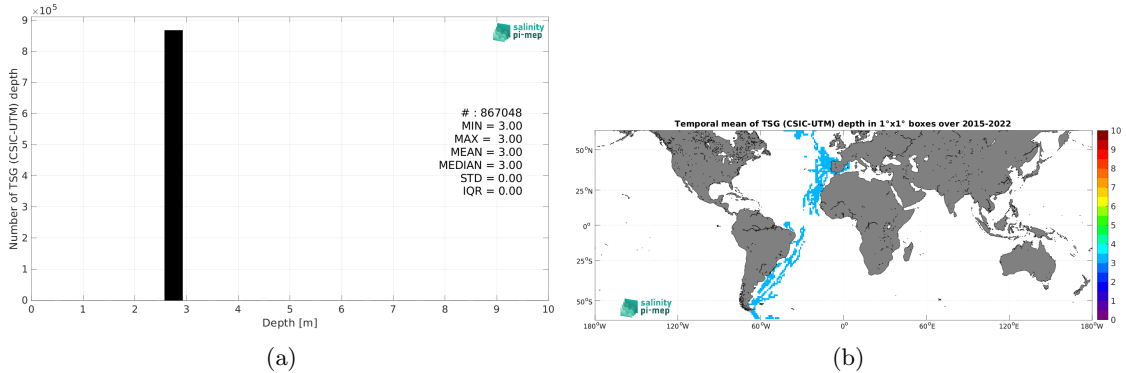 ×10⁵
9
8
7
6
5
4
3
2
1
0
Number of TSG (CSIC-UTM) depth
salinity
pi-mep
# : 867048
MIN = 3.00
MAX = 3.00
MEAN = 3.00
MEDIAN = 3.00
STD = 0.00
IQR = 0.00
0 1 2 3 4 5 6 7 8 9 10
Depth [m]
(a)
Temporal mean of TSG (CSIC-UTM) depth in 1°x1° boxes over 2015-2022
50°N
25°N
0°
25°S
50°S
salinity
pi-mep
180°W 120°W 60°W 0° 60°E 120°E 180°W
10
9
8
7
6
5
4
3
2
1
0
(b)